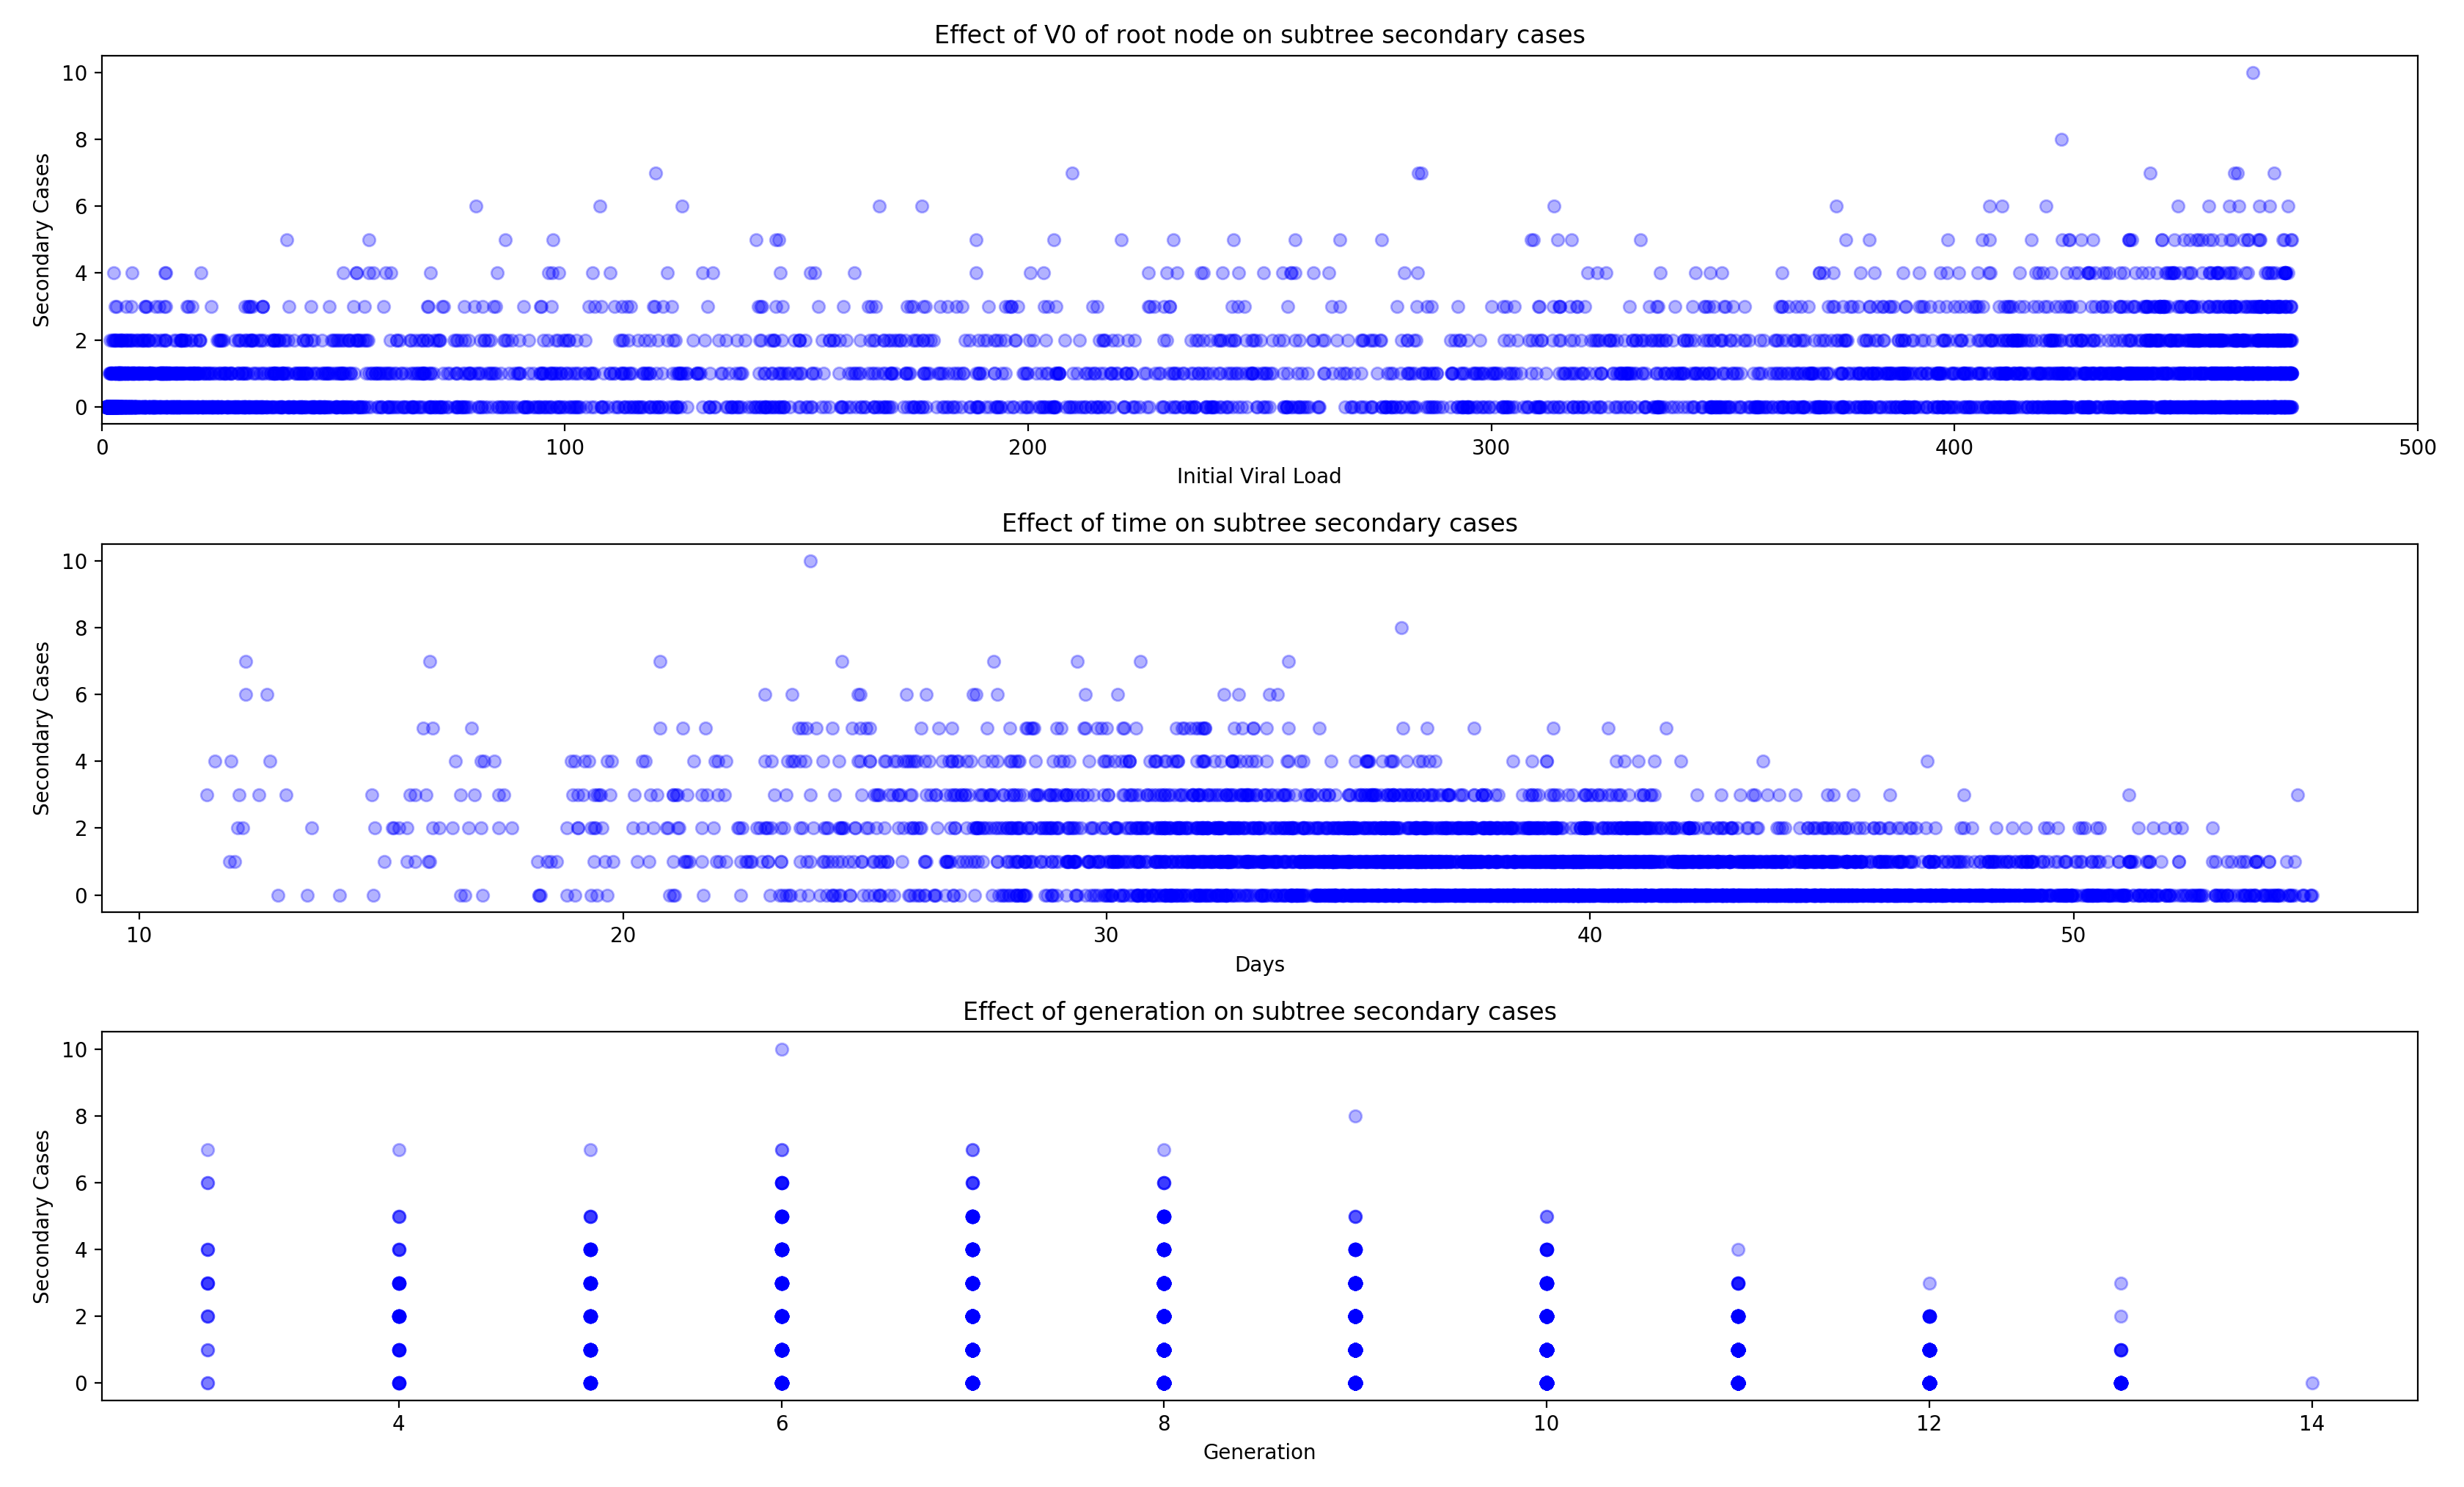 Effect of V0 of root node on subtree secondary cases
10
8
6
4
2
0
Secondary Cases
0 100 200 300 400 500
Initial Viral Load
Effect of time on subtree secondary cases
10
8
6
4
2
0
Secondary Cases
10 20 30 40 50
Days
Effect of generation on subtree secondary cases
10
8
6
4
2
0
Secondary Cases
4 6 8 10 12 14
Generation